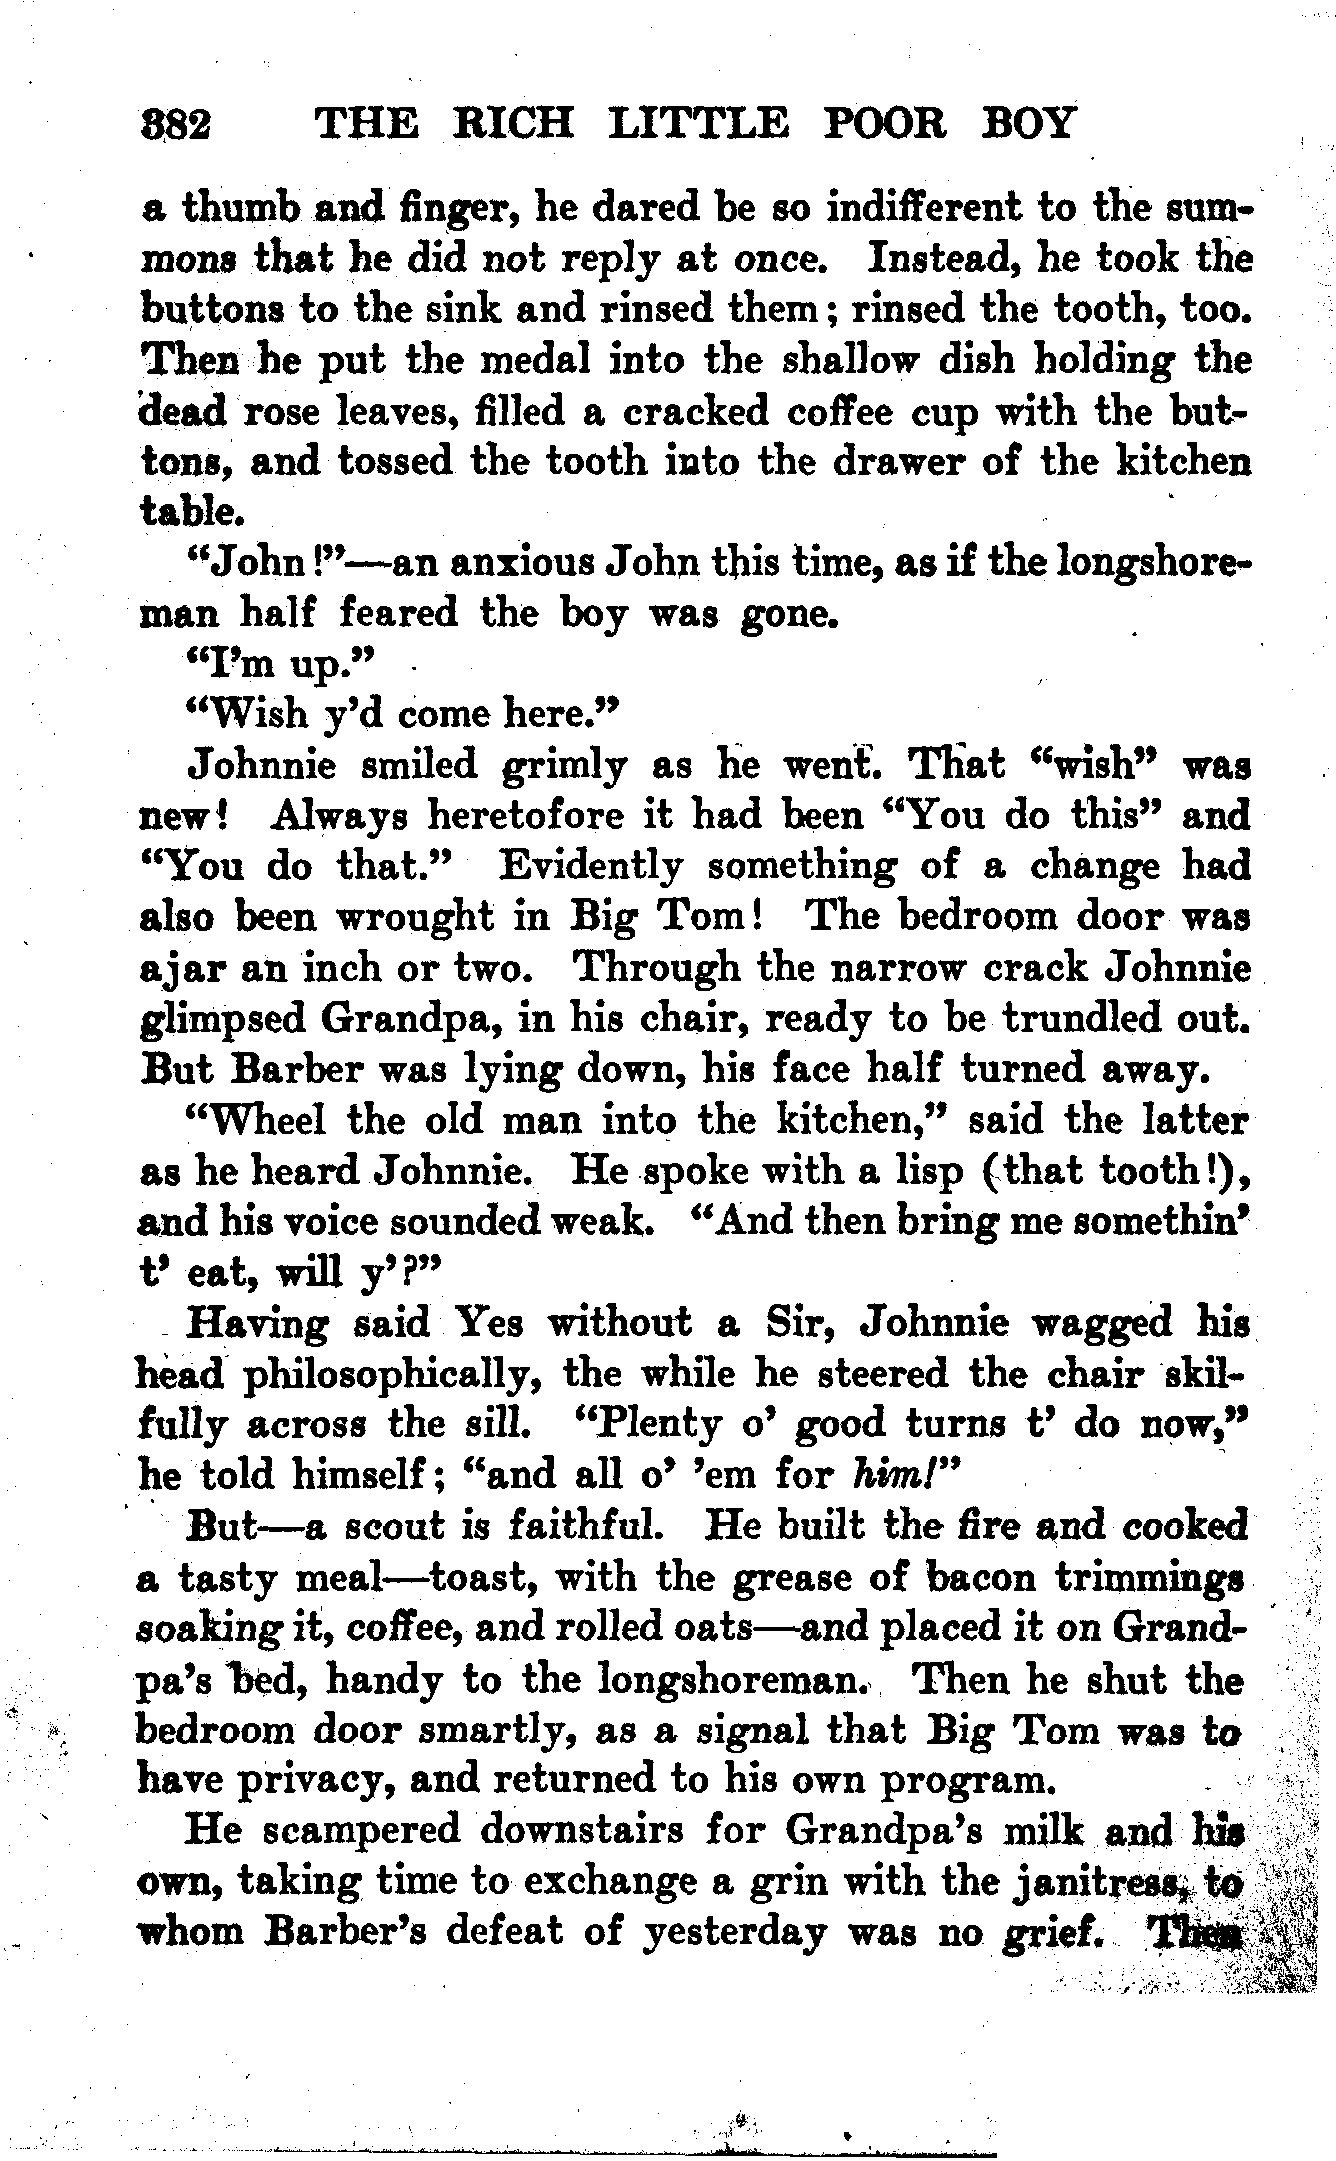 382 THE RICH LITTLE POOR BOY
a thumb and finger, he dared be so indifferent to the sum-
mons that he did not reply at once. Instead, he took the
buttons to the sink and rinsed them; rinsed the tooth, too.
Then he put the medal into the shallow dish holding the
dead rose leaves, filled a cracked coffee cup with the but-
tons, and tossed the tooth into the drawer of the kitchen
table.
"John!"—an anxious John this time, as if the longshore-
man half feared the boy was gone.
"I'm up."
"Wish y'd come here."
Johnnie smiled grimly as he went. That "wish" was
new! Always heretofore it had been "You do this" and
"You do that." Evidently something of a change had
also been wrought in Big Tom! The bedroom door was
ajar an inch or two. Through the narrow crack Johnnie
glimpsed Grandpa, in his chair, ready to be trundled out.
But Barber was lying down, his face half turned away.
"Wheel the old man into the kitchen," said the latter
as he heard Johnnie. He spoke with a lisp (that tooth!),
and his voice sounded weak. "And then bring me somethin'
t' eat, will y'?"
Having said Yes without a Sir, Johnnie wagged his
head philosophically, the while he steered the chair skil-
fully across the sill. "Plenty o' good turns t' do now,"
he told himself; "and all o' 'em for him!"
But—a scout is faithful. He built the fire and cooked
a tasty meal—toast, with the grease of bacon trimmings
soaking it, coffee, and rolled oats—and placed it on Grand-
pa's bed, handy to the longshoreman. Then he shut the
bedroom door smartly, as a signal that Big Tom was to
have privacy, and returned to his own program.
He scampered downstairs for Grandpa's milk and his
own, taking time to exchange a grin with the janitress, to
whom Barber's defeat of yesterday was no grief. Then